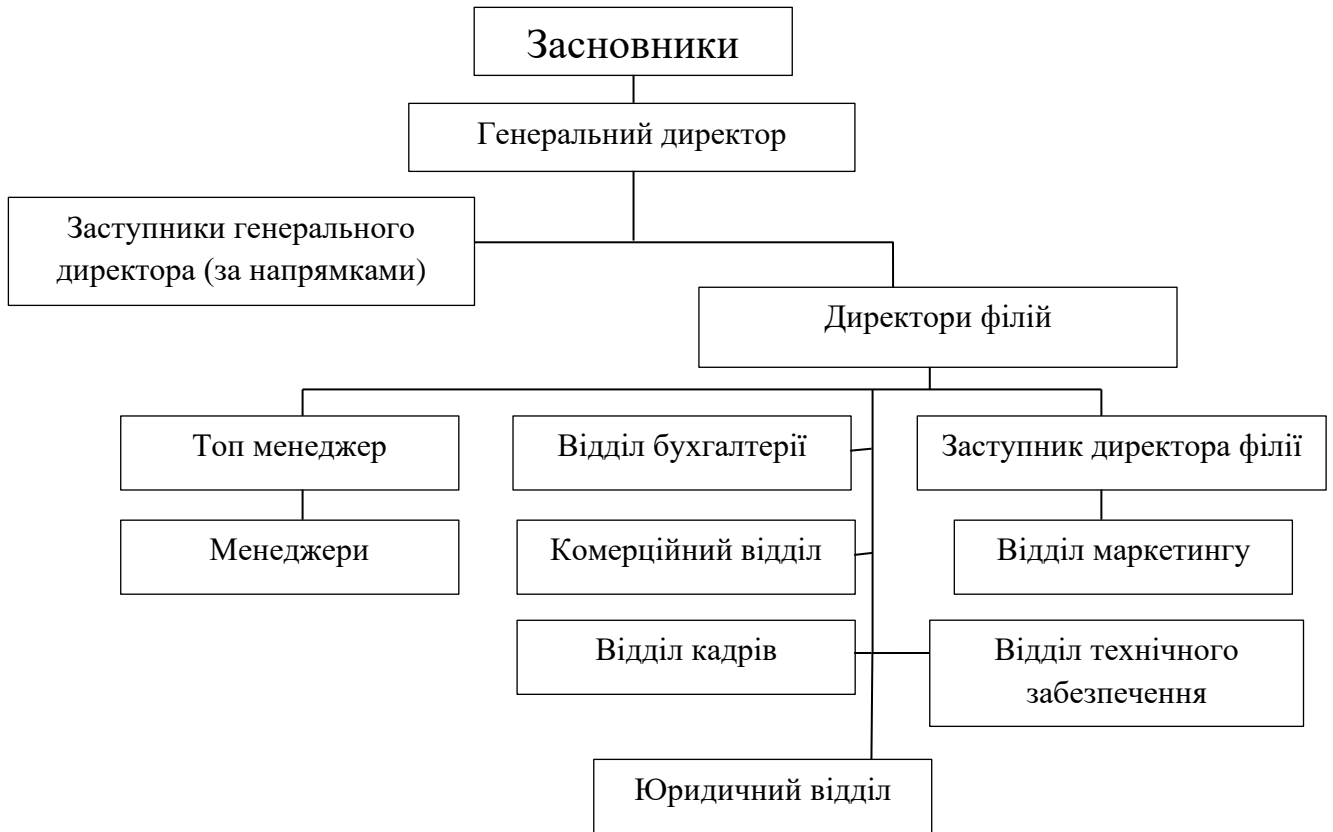 Засновники
Генеральний директор
Заступники генерального
директора (за напрямками)
Директори філій
Топ менеджер
Відділ бухгалтерії
Заступник директора філії
Менеджери
Комерційний відділ
Відділ маркетингу
Відділ кадрів
Відділ технічного
забезпечення
Юридичний відділ